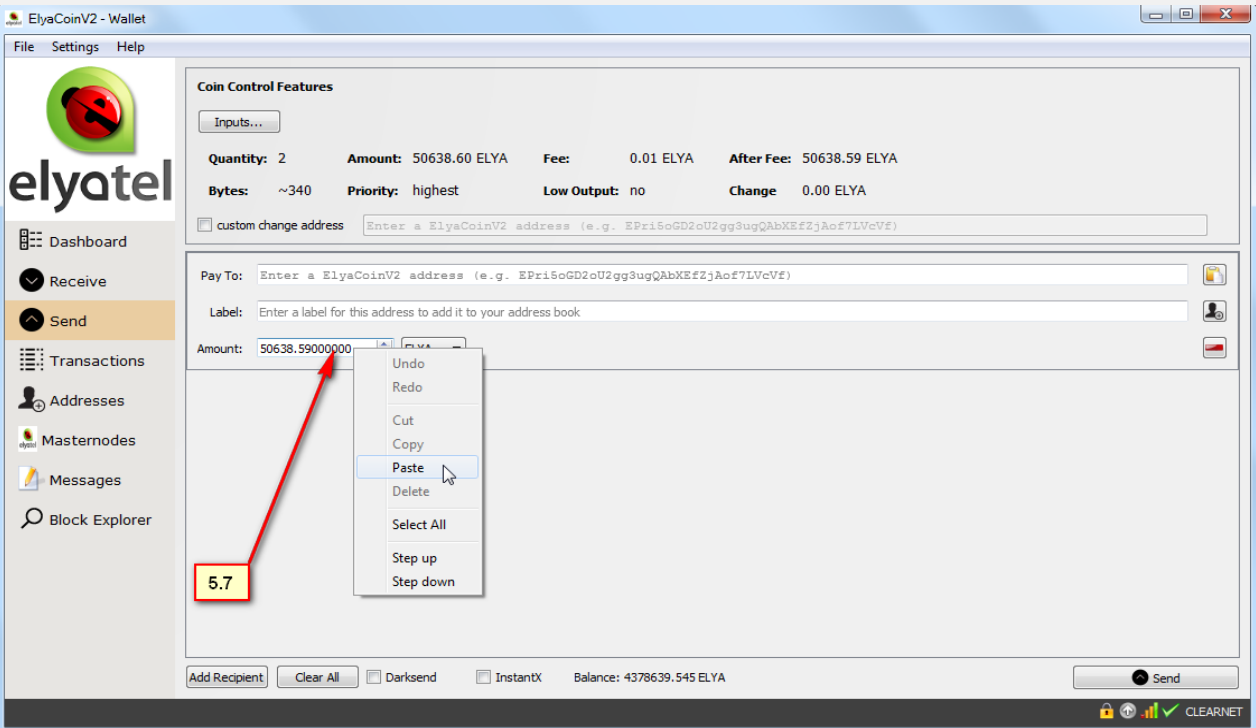 ElyaCoinV2 - Wallet
File Settings Help
elyatel
Dashboard
Receive
Send
Transactions
Addresses
Masternodes
Messages
Block Explorer
Coin Control Features
Inputs...
Quantity: 2 Amount: 50638.60 ELYA Fee: 0.01 ELYA After Fee: 50638.59 ELYA
Bytes: ~340 Priority: highest Low Output: no Change 0.00 ELYA
custom change address Enter a ElyaCoinV2 address (e.g. EPri5oGD2oU2gg3ugQAbXEfZjAof7LVcVf)
Pay To: Enter a ElyaCoinV2 address (e.g. EPri5oGD2oU2gg3ugQAbXEfZjAof7LVcVf)
Label: Enter a label for this address to add it to your address book
Amount: 50638.59000000 ELYA
Undo
Redo
Cut
Copy
Paste
Delete
Select All
Step up
Step down
5.7
Add Recipient Clear All Darksend InstantX Balance: 4378639.545 ELYA Send
CLEARNET